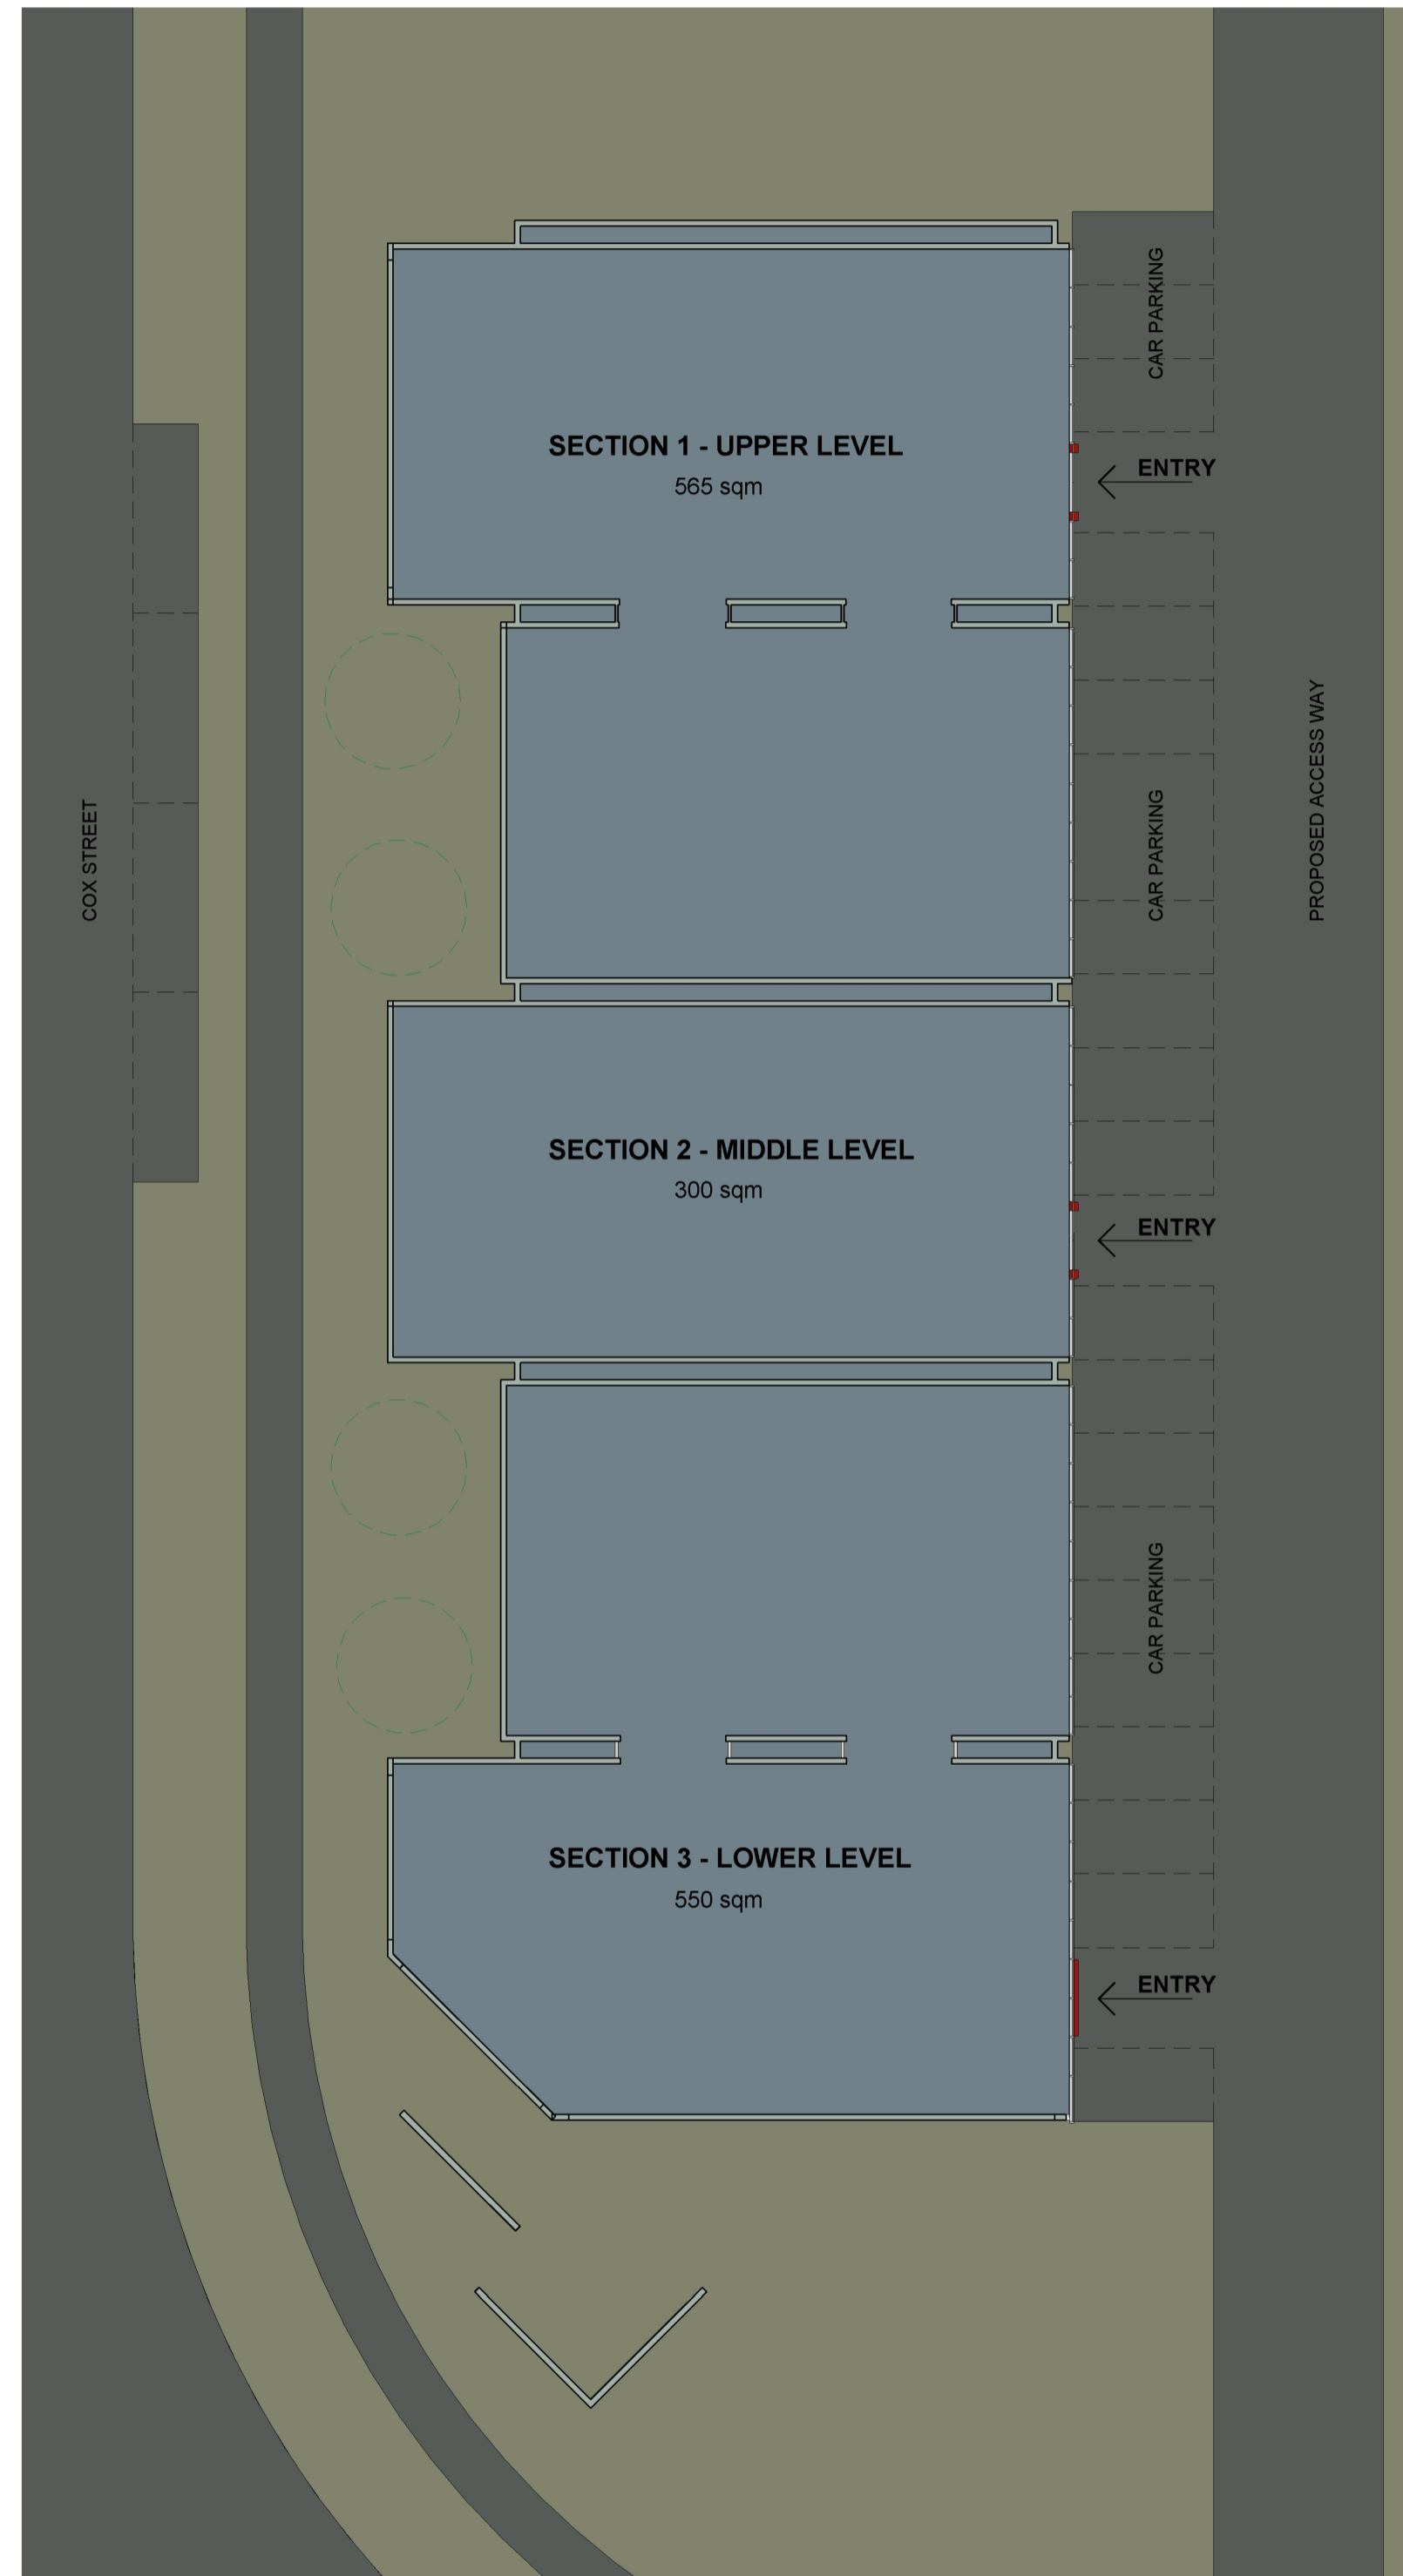 CAR PARKING
SECTION 1 - UPPER LEVEL
565 sqm
ENTRY
COX STREET
CAR PARKING
PROPOSED ACCESS WAY
SECTION 2 - MIDDLE LEVEL
300 sqm
ENTRY
CAR PARKING
SECTION 3 - LOWER LEVEL
550 sqm
ENTRY